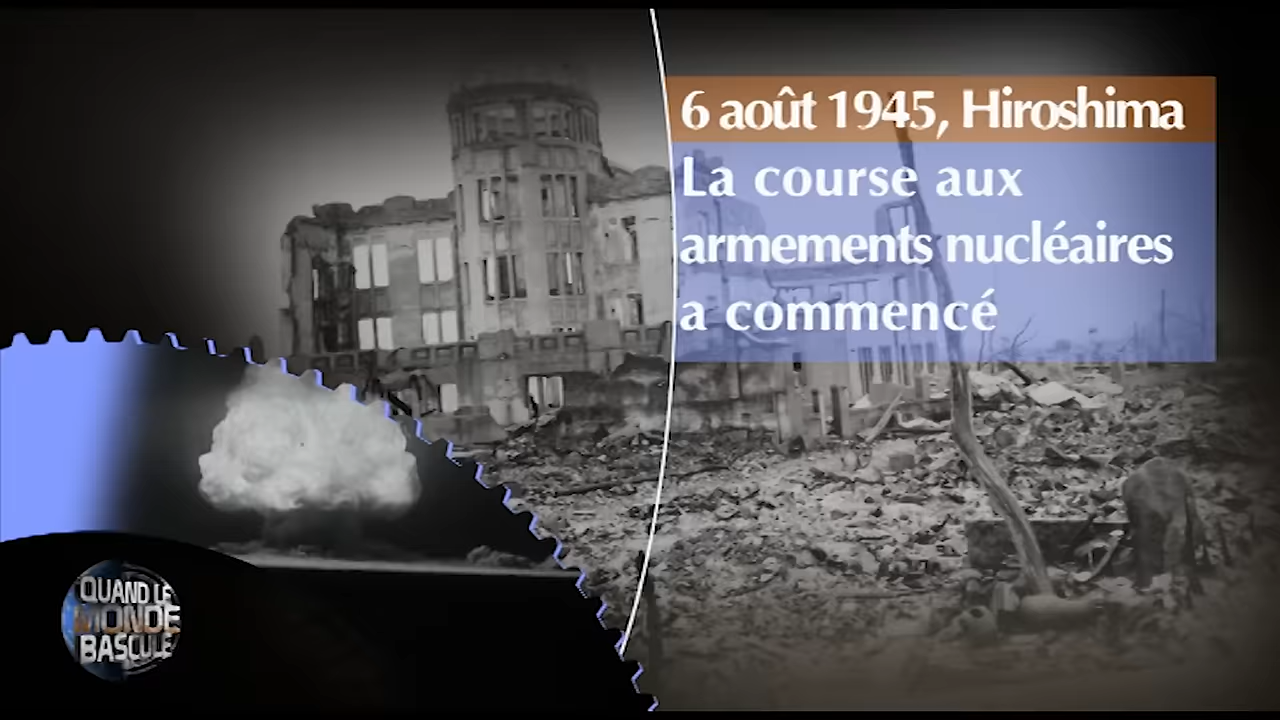 6 août 1945, Hiroshima
La course aux
armements nucléaires
a commencé
QUAND LE
MONDE
BASCULE